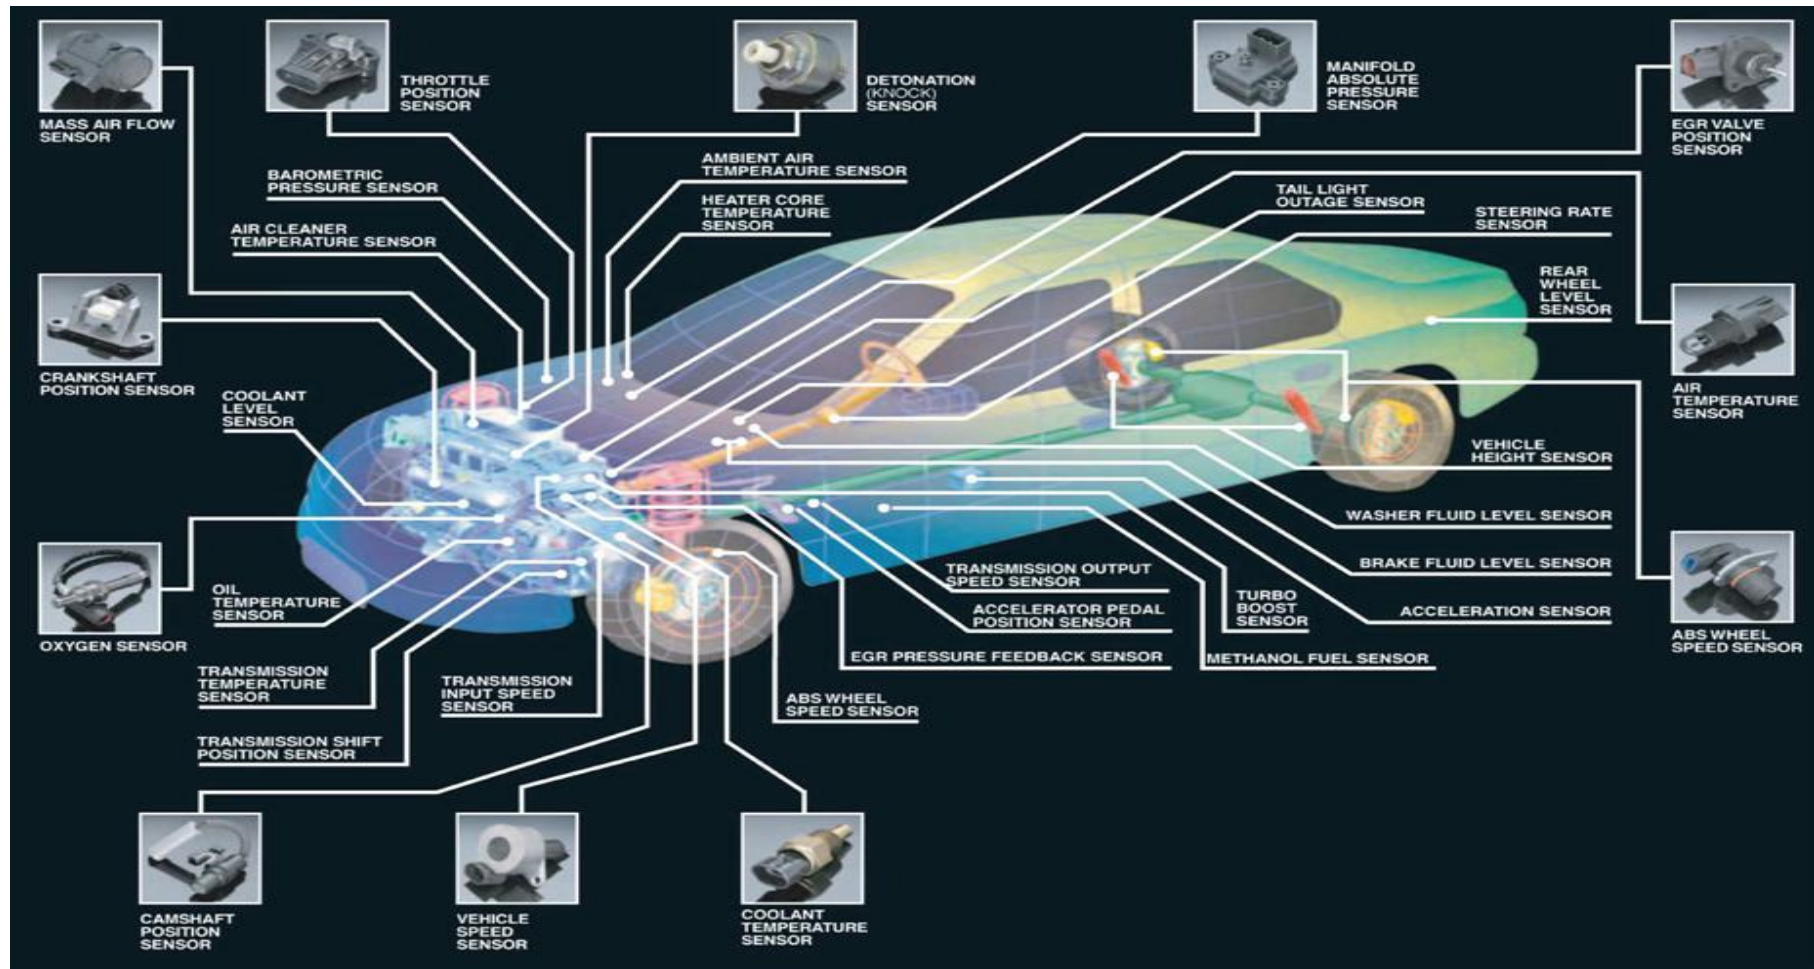 MASS AIR FLOW
SENSOR
THROTTLE
POSITION
SENSOR
DETONATION
(KNOCK)
SENSOR
MANIFOLD
ABSOLUTE
PRESSURE
SENSOR
EGR VALVE
POSITION
SENSOR
BAROMETRIC
PRESSURE SENSOR
AMBIENT AIR
TEMPERATURE SENSOR
HEATER CORE
TEMPERATURE
SENSOR
TAIL LIGHT
OUTAGE SENSOR
STEERING RATE
SENSOR
AIR CLEANER
TEMPERATURE SENSOR
REAR
WHEEL
LEVEL
SENSOR
CRANKSHAFT
POSITION SENSOR
COOLANT
LEVEL
SENSOR
AIR
TEMPERATURE
SENSOR
VEHICLE
HEIGHT SENSOR
WASHER FLUID LEVEL SENSOR
BRAKE FLUID LEVEL SENSOR
TRANSMISSION OUTPUT
SPEED SENSOR
TURBO
BOOST
SENSOR
ACCELERATION SENSOR
ACCELERATOR PEDAL
POSITION SENSOR
EGR PRESSURE FEEDBACK SENSOR
METHANOL FUEL SENSOR
ABS WHEEL
SPEED SENSOR
OIL
TEMPERATURE
SENSOR
OXYGEN SENSOR
TRANSMISSION
TEMPERATURE
SENSOR
TRANSMISSION
INPUT SPEED
SENSOR
ABS WHEEL
SPEED SENSOR
TRANSMISSION SHIFT
POSITION SENSOR
CAMSHAFT
POSITION
SENSOR
VEHICLE
SPEED
SENSOR
COOLANT
TEMPERATURE
SENSOR